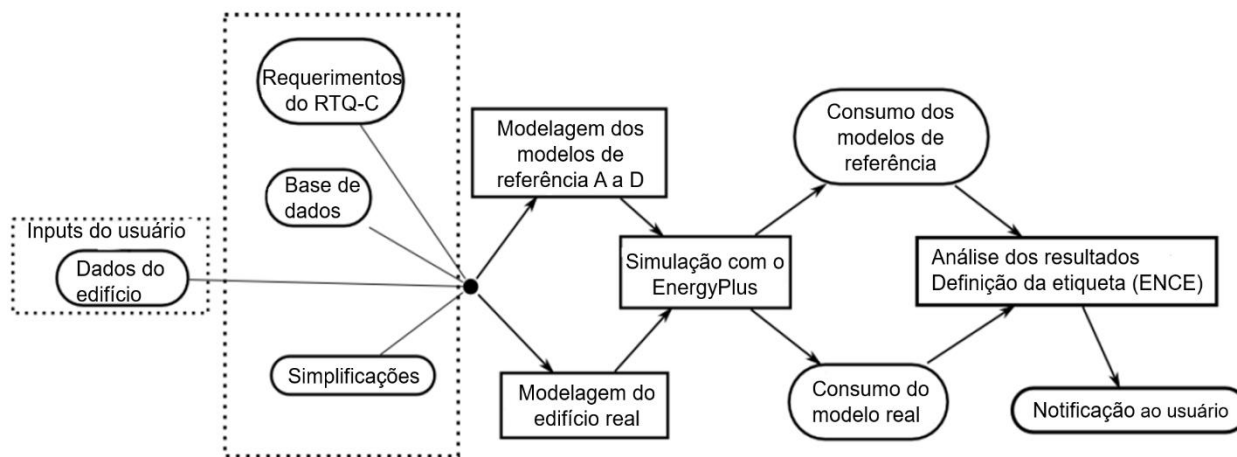 Inputs do usuário
Dados do
edifício
Requerimentos
do RTQ-C
Base de
dados
Simplificações
Modelagem dos
modelos de
referência A a D
Modelagem do
edifício real
Simulação com o
EnergyPlus
Consumo dos
modelos de
referência
Consumo do
modelo real
Análise dos resultados
Definição da etiqueta (ENCE)
Notificação ao usuário